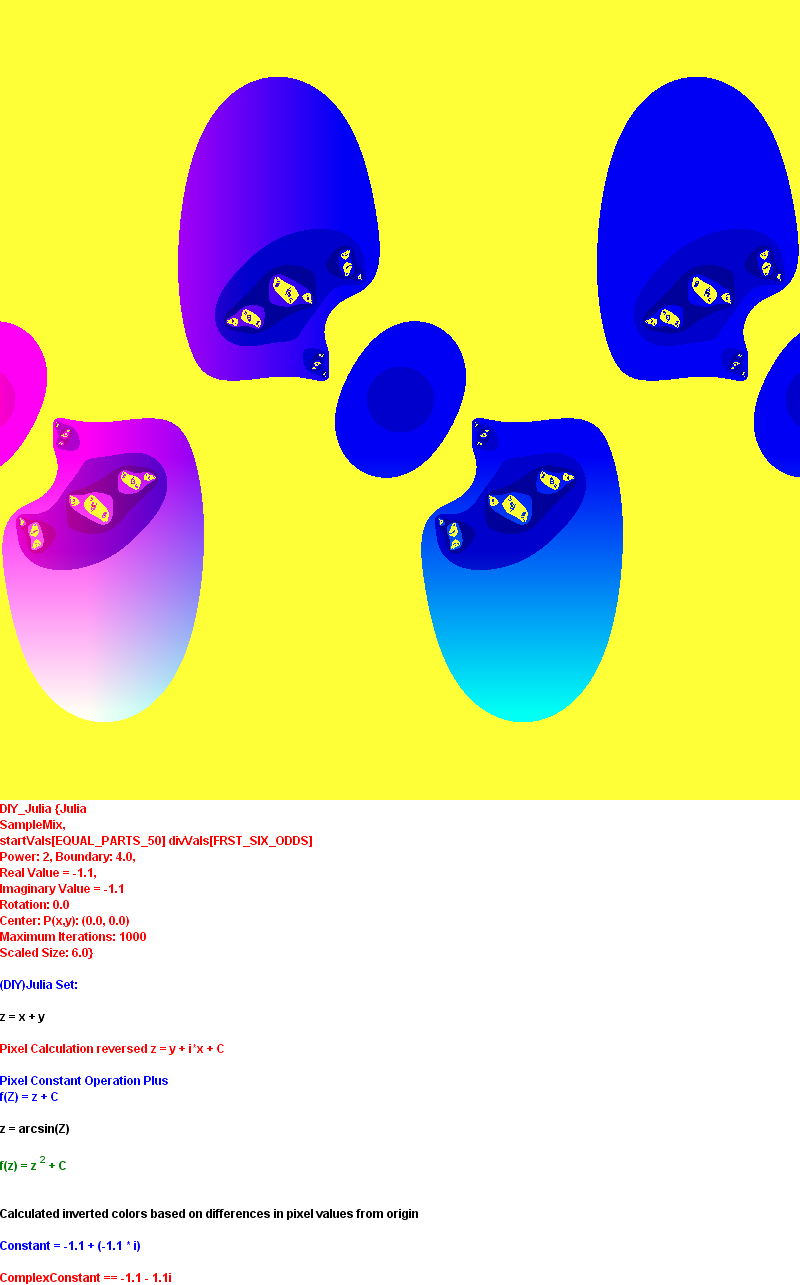 DIY_Julia {Julia
SampleMix,
startVals[EQUAL_PARTS_50] divVals[FRST_SIX_ODDS]
Power: 2, Boundary: 4.0,
Real Value = -1.1,
Imaginary Value = -1.1
Rotation: 0.0
Center: P(x,y): (0.0, 0.0)
Maximum Iterations: 1000
Scaled Size: 6.0}
(DIY)Julia Set:
z = x + y
Pixel Calculation reversed z = y + i*x + C
Pixel Constant Operation Plus
f(Z) = z + C
z = arcsin(Z)
f(z) = z ^2 + C
Calculated inverted colors based on differences in pixel values from origin
Constant = -1.1 + (-1.1 * i)
ComplexConstant == -1.1 - 1.1i